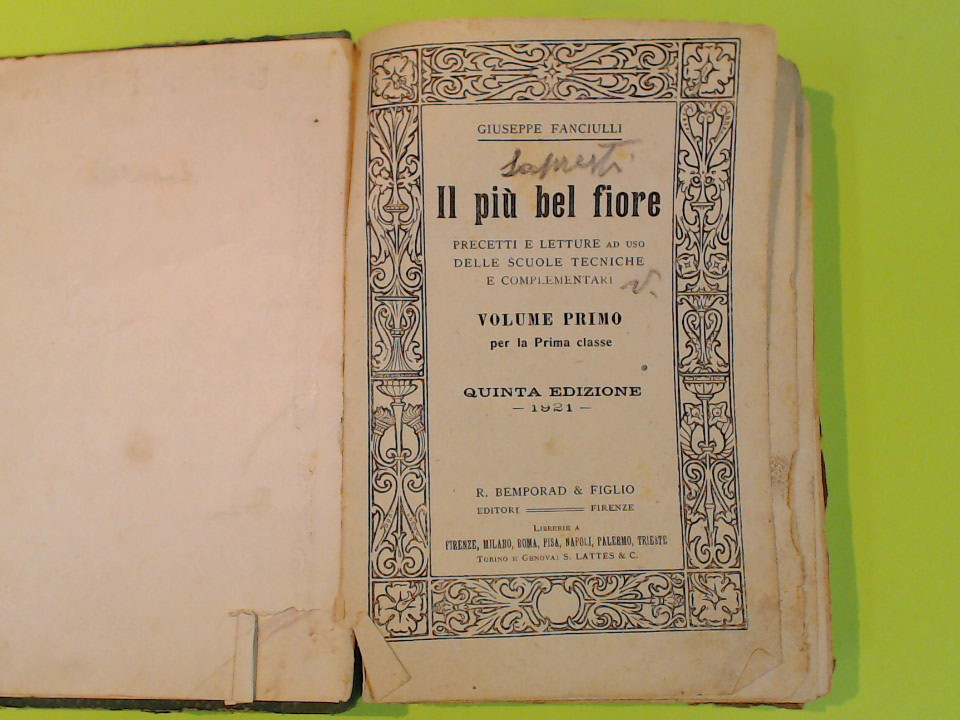 GIUSEPPE FANCIULLI
Il più bel fiore
PRECETTI E LETTURE AD USO
DELLE SCUOLE TECNICHE
E COMPLEMENTARI
VOLUME PRIMO
per la Prima classe
QUINTA EDIZIONE
— 1921 —
R. BEMPORAD & FIGLIO
EDITORI FIRENZE
LIBRERIE A
FIRENZE, MILANO, ROMA, PISA, NAPOLI, PALERMO, TRIESTE
TORINO E GENOVA: S. LATTES & C.